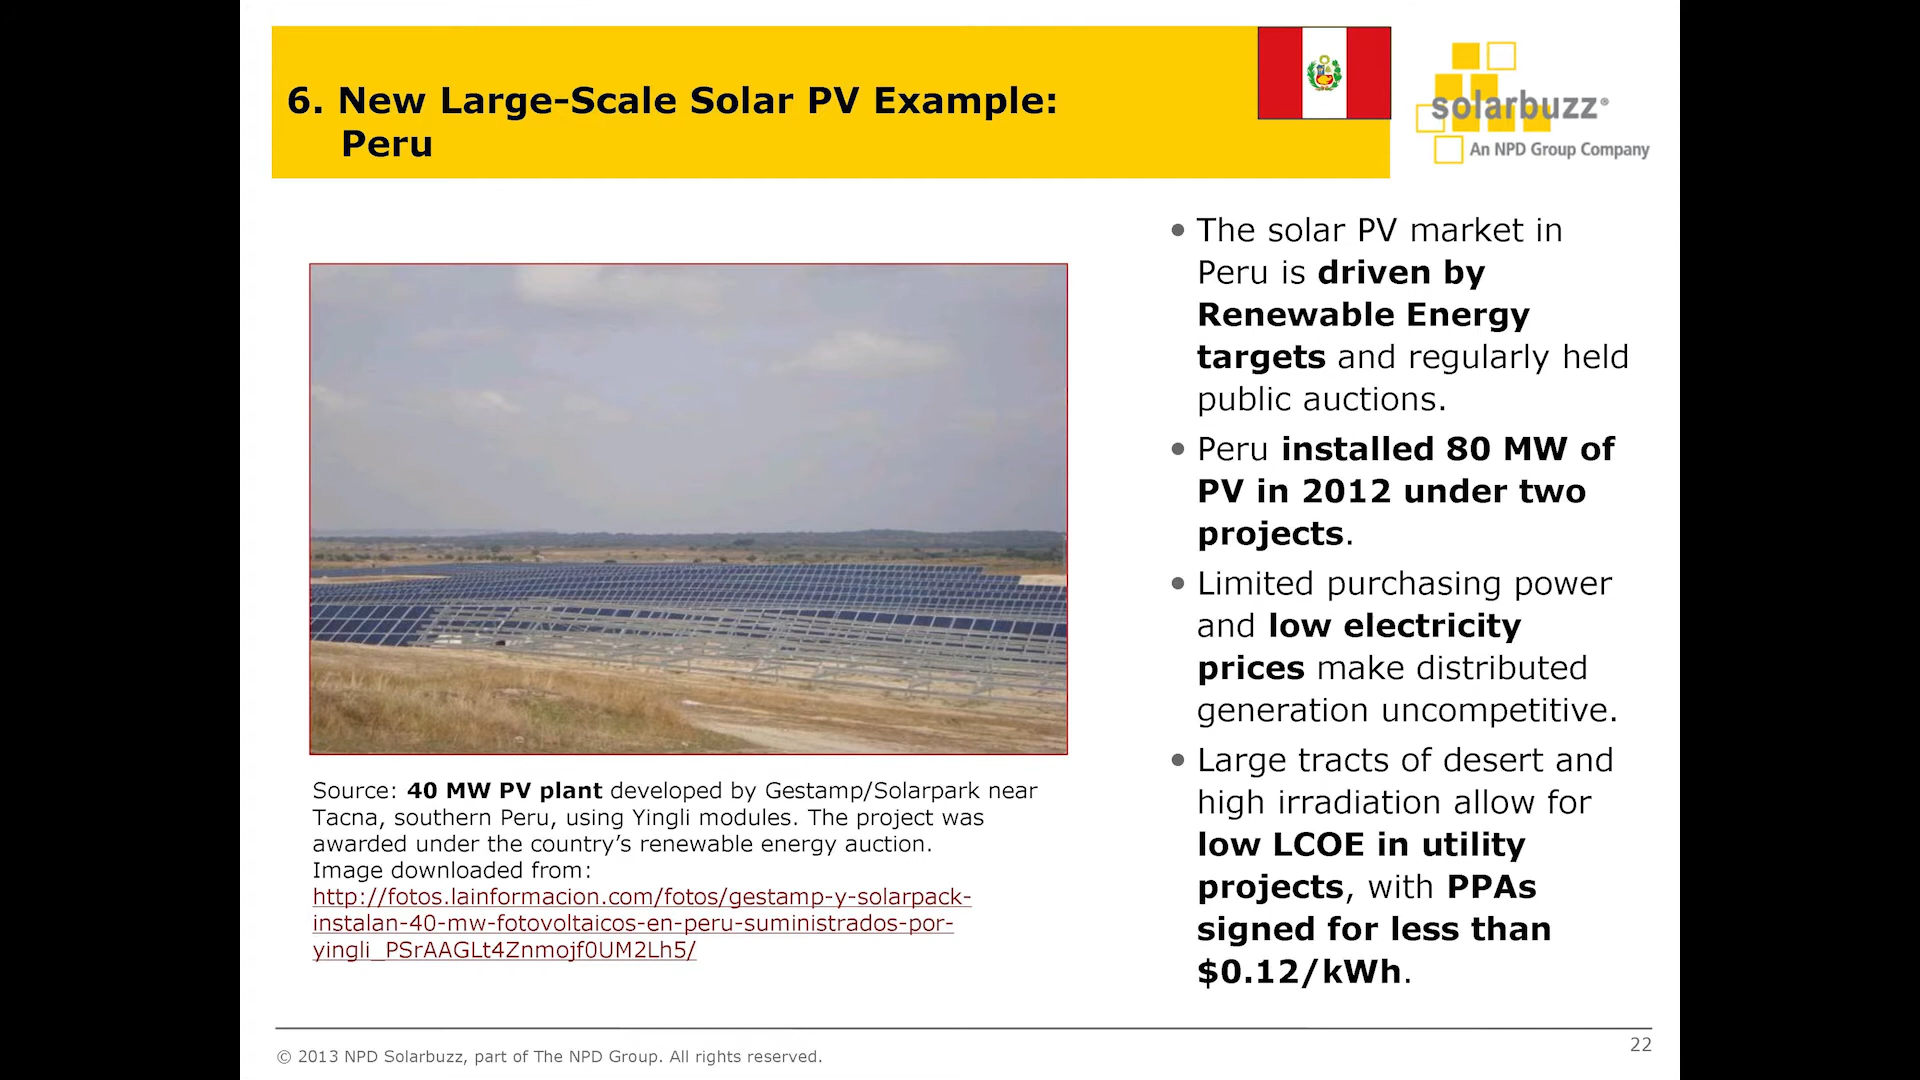 6. New Large-Scale Solar PV Example:
Peru
solarbuzz®
An NPD Group Company
• The solar PV market in
Peru is driven by
Renewable Energy
targets and regularly held
public auctions.
• Peru installed 80 MW of
PV in 2012 under two
projects.
• Limited purchasing power
and low electricity
prices make distributed
generation uncompetitive.
• Large tracts of desert and
high irradiation allow for
low LCOE in utility
projects, with PPAs
signed for less than
$0.12/kWh.
Source: 40 MW PV plant developed by Gestamp/Solarpark near
Tacna, southern Peru, using Yingli modules. The project was
awarded under the country’s renewable energy auction.
Image downloaded from:
http://fotos.lainformacion.com/fotos/gestamp-y-solarpack-
instalan-40-mw-fotovoltaicos-en-peru-suministrados-por-
yingli_PSrAAGLt4Znmojf0UM2Lh5/
© 2013 NPD Solarbuzz, part of The NPD Group. All rights reserved.
22